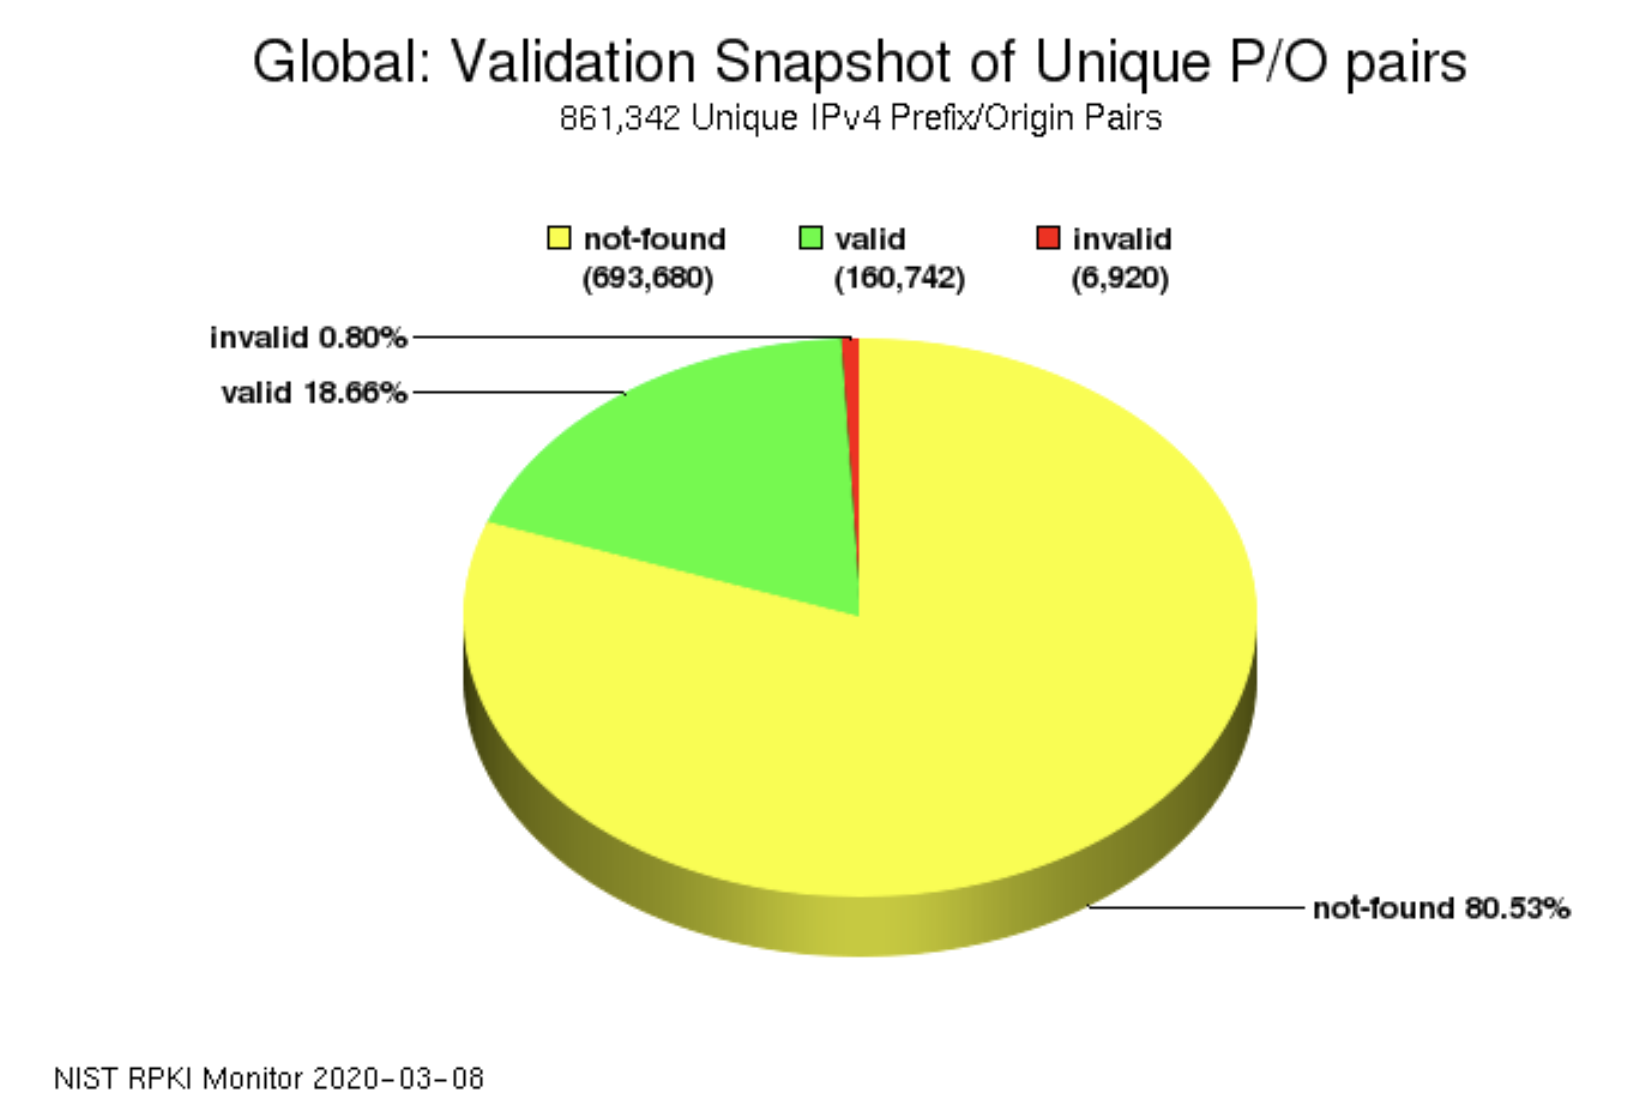 Global: Validation Snapshot of Unique P/O pairs
861,342 Unique IPv4 Prefix/Origin Pairs
not-found valid invalid
(693,680) (160,742) (6,920)
invalid 0.80%
valid 18.66%
not-found 80.53%
NIST RPKI Monitor 2020-03-08